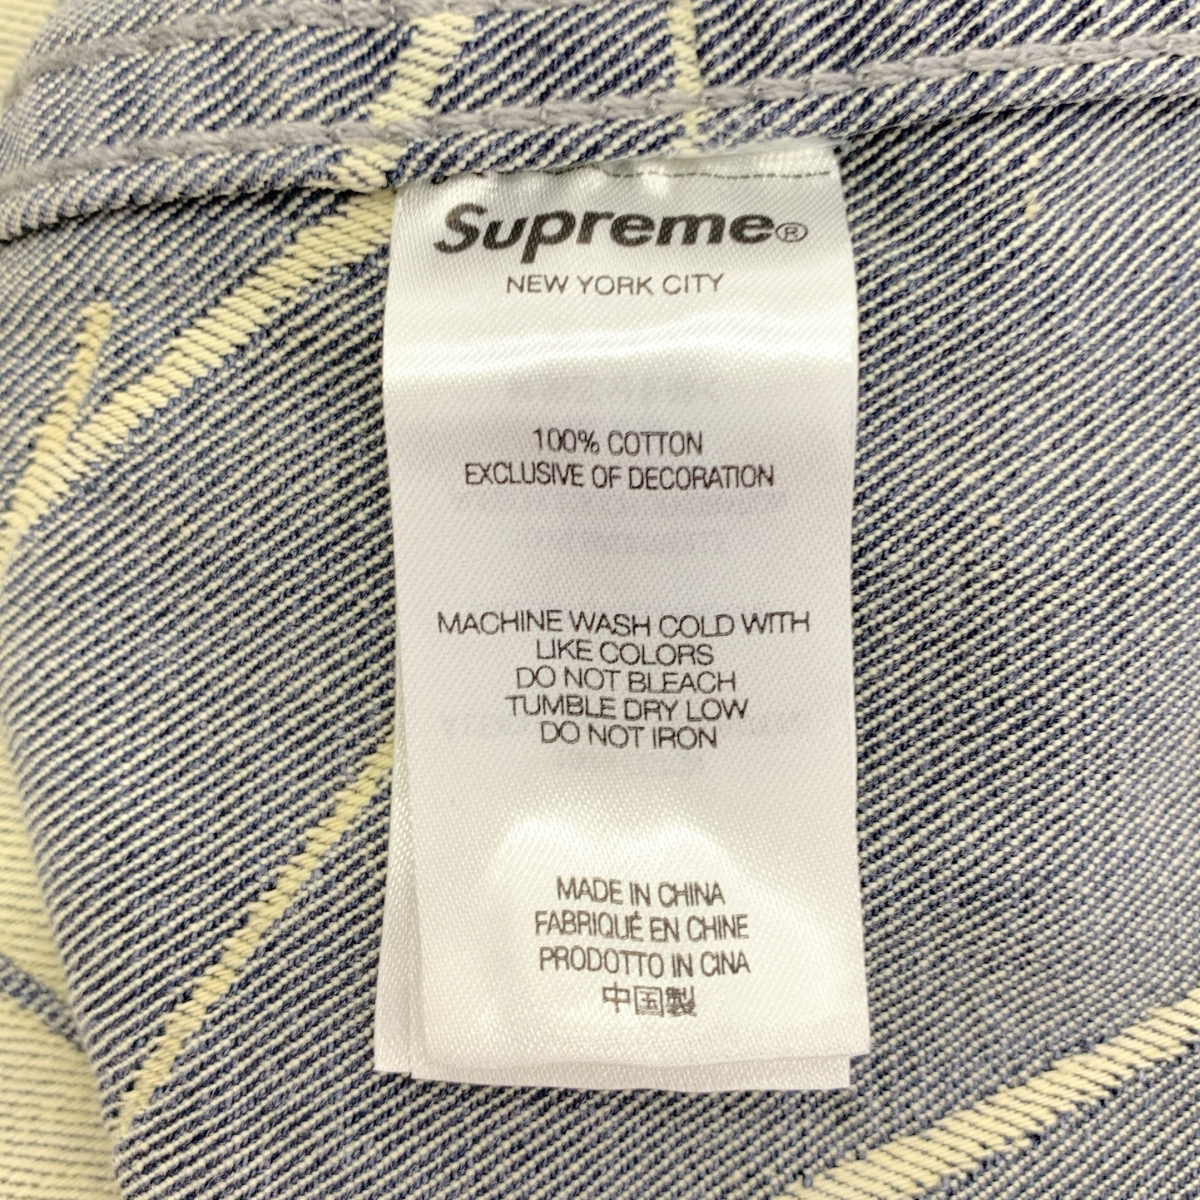 Supreme®
NEW YORK CITY
100% COTTON
EXCLUSIVE OF DECORATION
MACHINE WASH COLD WITH
LIKE COLORS
DO NOT BLEACH
TUMBLE DRY LOW
DO NOT IRON
MADE IN CHINA
FABRIQUÉ EN CHINE
PRODOTTO IN CINA
中国製